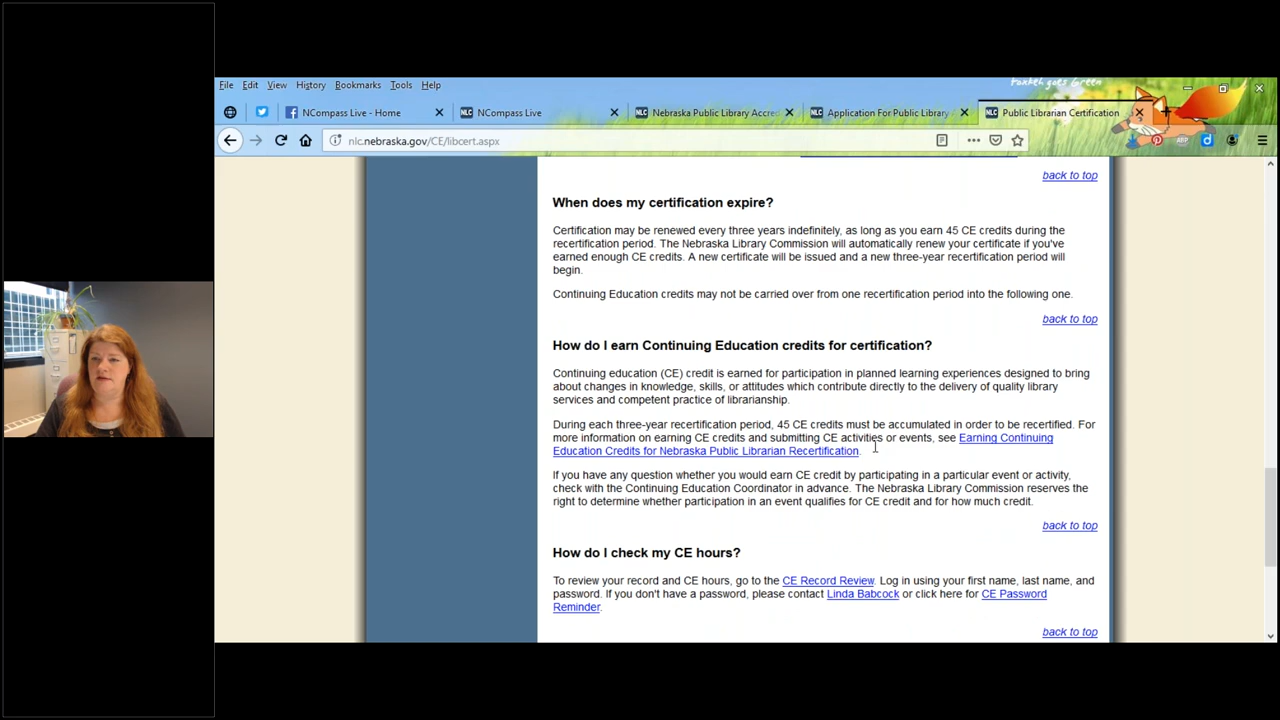 Foxkeh goes Green
File Edit View History Bookmarks Tools Help
NCompass Live - Home
NLC NCompass Live
NLC Nebraska Public Library Accred
NLC Application For Public Library
NLC Public Librarian Certification
nlc.nebraska.gov/CE/libcert.aspx
ABP
back to top
When does my certification expire?
Certification may be renewed every three years indefinitely, as long as you earn 45 CE credits during the
recertification period. The Nebraska Library Commission will automatically renew your certificate if you've
earned enough CE credits. A new certificate will be issued and a new three-year recertification period will
begin.
Continuing Education credits may not be carried over from one recertification period into the following one.
back to top
How do I earn Continuing Education credits for certification?
Continuing education (CE) credit is earned for participation in planned learning experiences designed to bring
about changes in knowledge, skills, or attitudes which contribute directly to the delivery of quality library
services and competent practice of librarianship.
During each three-year recertification period, 45 CE credits must be accumulated in order to be recertified. For
more information on earning CE credits and submitting CE activities or events, see Earning Continuing
Education Credits for Nebraska Public Librarian Recertification.
If you have any question whether you would earn CE credit by participating in a particular event or activity,
check with the Continuing Education Coordinator in advance. The Nebraska Library Commission reserves the
right to determine whether participation in an event qualifies for CE credit and for how much credit.
back to top
How do I check my CE hours?
To review your record and CE hours, go to the CE Record Review. Log in using your first name, last name, and
password. If you don't have a password, please contact Linda Babcock or click here for CE Password
Reminder.
back to top